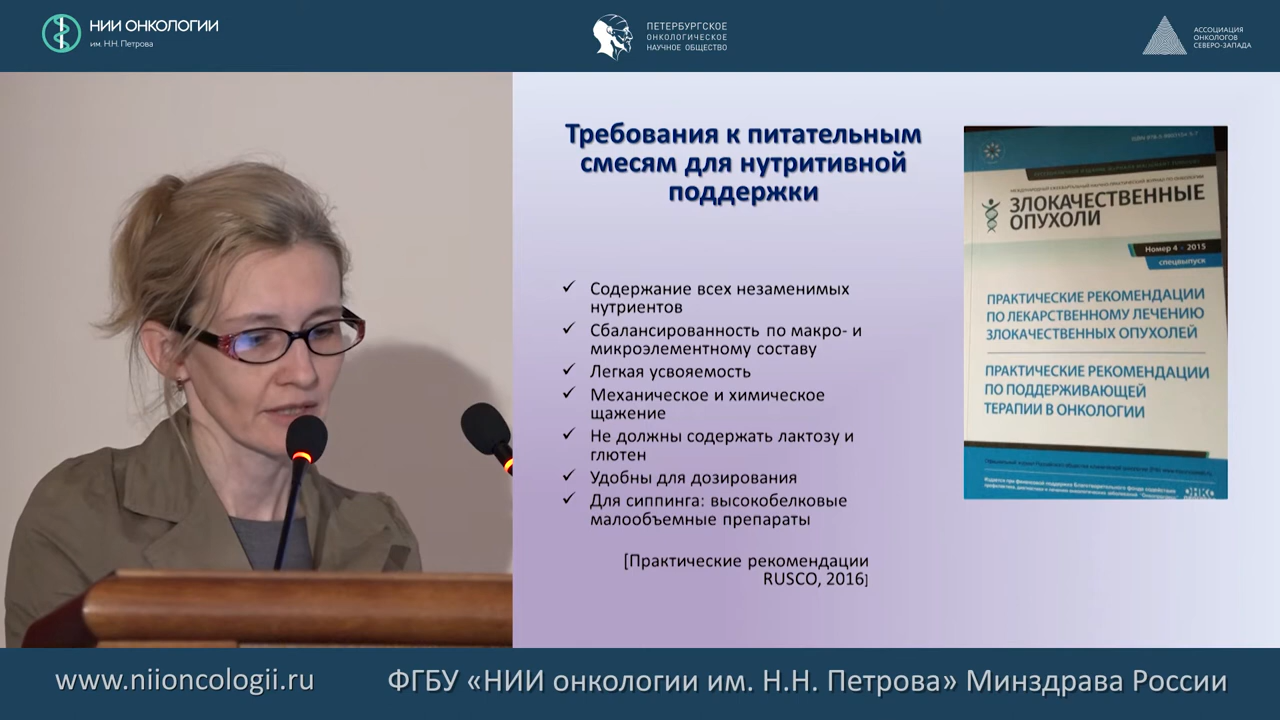 НИИ ОНКОЛОГИИ
им. Н.Н. Петрова
ПЕТЕРБУРГСКОЕ
ОНКОЛОГИЧЕСКОЕ
НАУЧНОЕ ОБЩЕСТВО
АССОЦИАЦИЯ
ОНКОЛОГОВ
СЕВЕРО-ЗАПАДА
Требования к питательным
смесям для нутритивной
поддержки
✓ Содержание всех незаменимых
нутриентов
✓ Сбалансированность по макро- и
микроэлементному составу
✓ Легкая усвояемость
✓ Механическое и химическое
щажение
✓ Не должны содержать лактозу и
глютен
✓ Удобны для дозирования
✓ Для сиппинга: высокобелковые
малообъемные препараты
[Практические рекомендации
RUSCO, 2016]
ЗЛОКАЧЕСТВЕННЫЕ
ОПУХОЛИ
Номер 4 - 2015
спецвыпуск
ПРАКТИЧЕСКИЕ РЕКОМЕНДАЦИИ
ПО ЛЕКАРСТВЕННОМУ ЛЕЧЕНИЮ
ЗЛОКАЧЕСТВЕННЫХ ОПУХОЛЕЙ
ПРАКТИЧЕСКИЕ РЕКОМЕНДАЦИИ
ПО ПОДДЕРЖИВАЮЩЕЙ
ТЕРАПИИ В ОНКОЛОГИИ
www.niioncologii.ru
ФГБУ «НИИ онкологии им. Н.Н. Петрова» Минздрава России